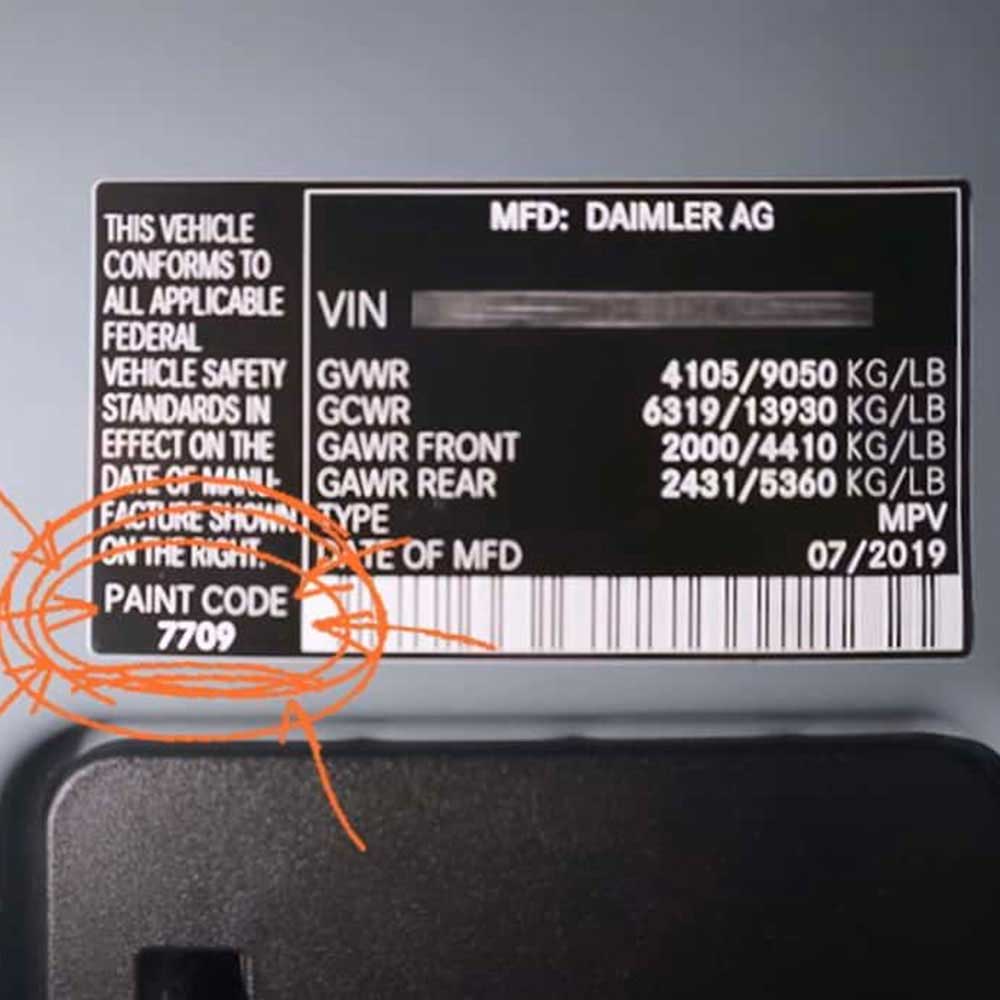 THIS VEHICLE
CONFORMS TO
ALL APPLICABLE
FEDERAL
VEHICLE SAFETY
STANDARDS IN
EFFECT ON THE
DATE OF MANU-
FACTURE SHOWN
ON THE RIGHT.
PAINT CODE
7709
MFD: DAIMLER AG
VIN
GVWR 4105/9050 KG/LB
GCWR 6319/13930 KG/LB
GAWR FRONT 2000/4410 KG/LB
GAWR REAR 2431/5360 KG/LB
TYPE MPV
DATE OF MFD 07/2019